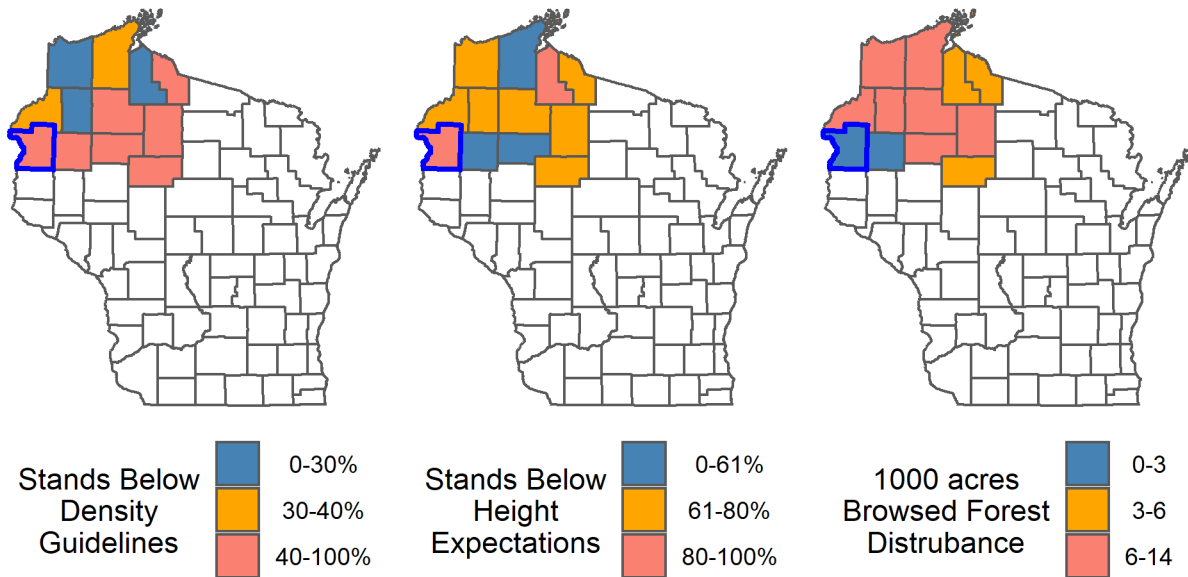 Stands Below
Density
Guidelines
0-30%
30-40%
40-100%
Stands Below
Height
Expectations
0-61%
61-80%
80-100%
1000 acres
Browsed Forest
Distrubance
0-3
3-6
6-14